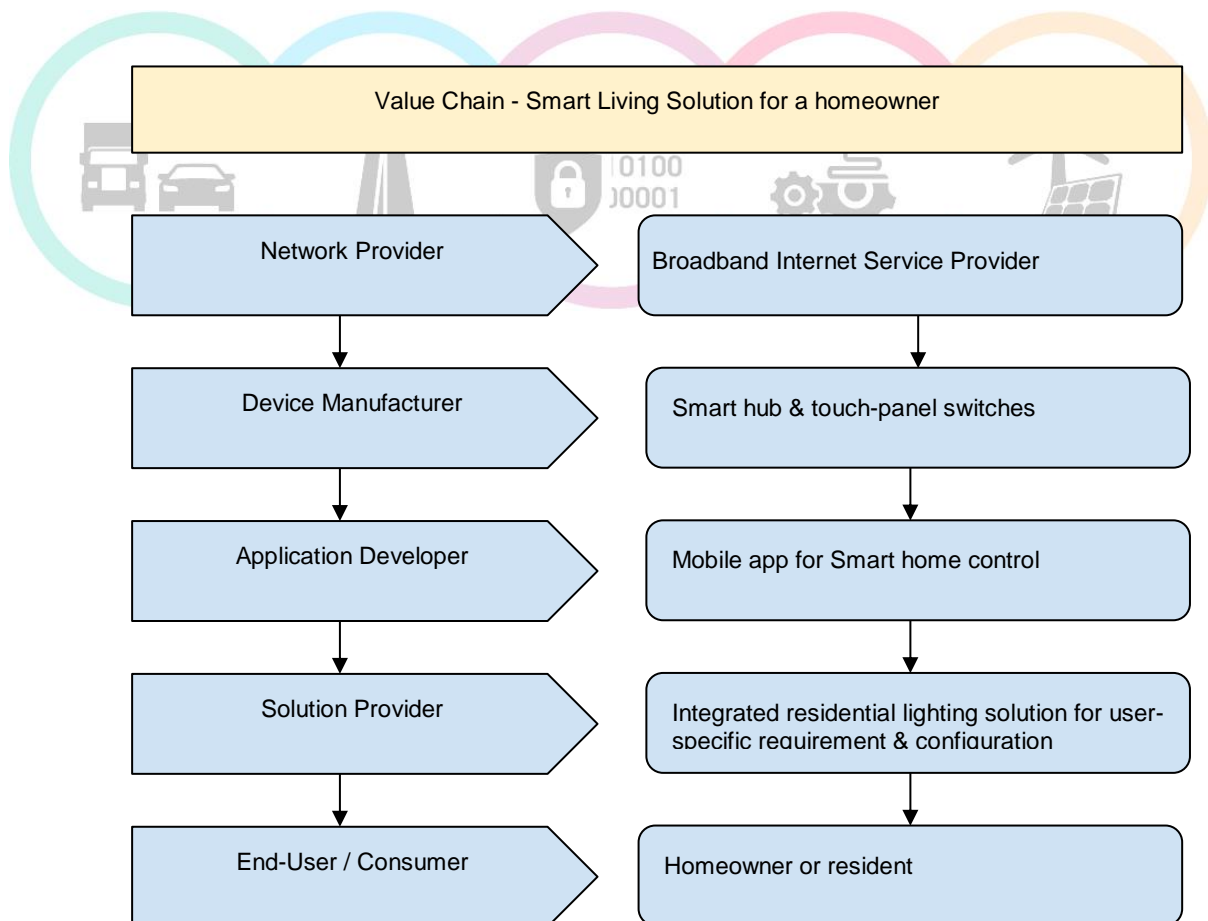 Value Chain - Smart Living Solution for a homeowner
0100
0001
Network Provider
Broadband Internet Service Provider
Device Manufacturer
Smart hub & touch-panel switches
Application Developer
Mobile app for Smart home control
Solution Provider
Integrated residential lighting solution for user-
specific requirement & configuration
End-User / Consumer
Homeowner or resident